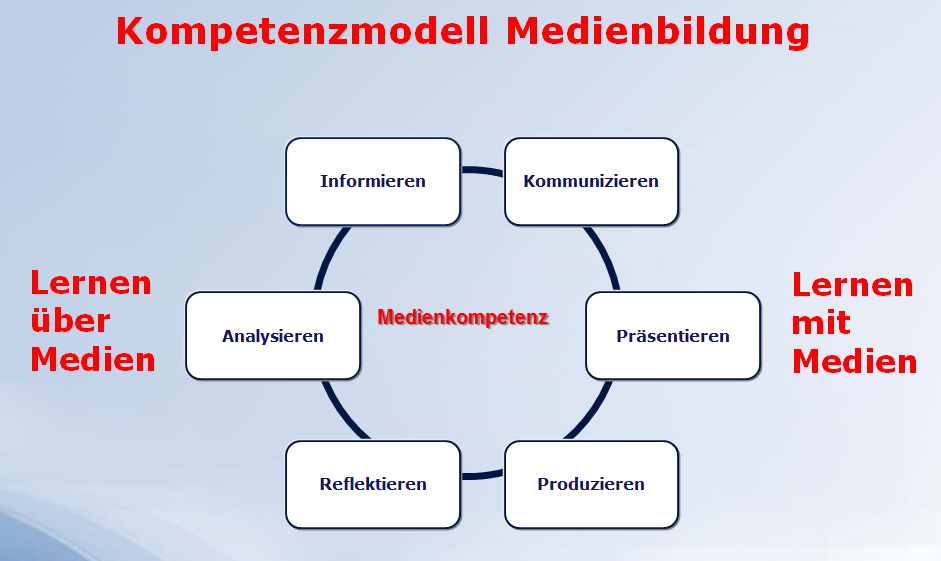 Kompetenzmodell Medienbildung
Informieren
Kommunizieren
Lernen
über
Medien
Analysieren
Medienkompetenz
Präsentieren
Lernen
mit
Medien
Reflektieren
Produzieren